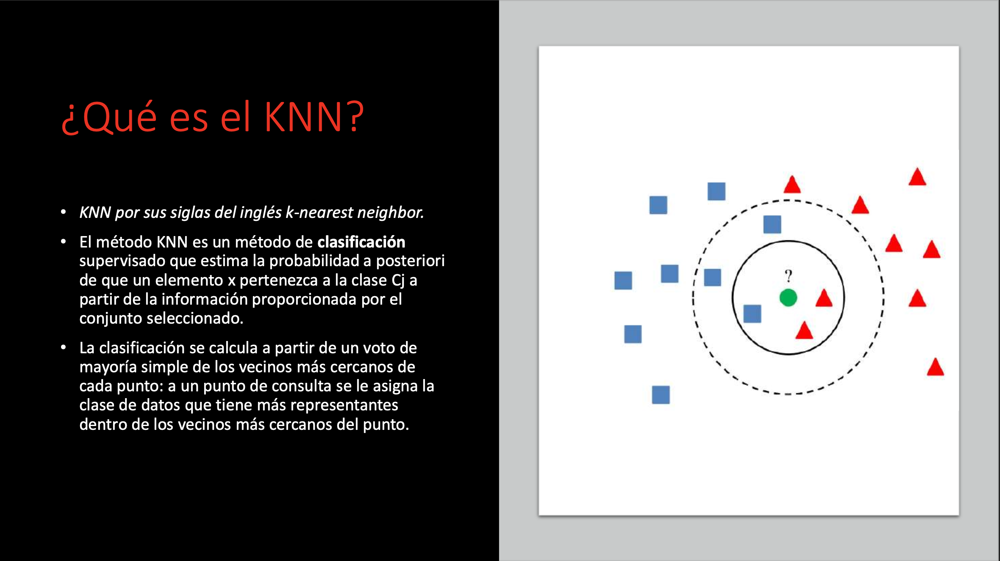 ¿Qué es el KNN?
• KNN por sus siglas del inglés k-nearest neighbor.
• El método KNN es un método de clasificación
supervisado que estima la probabilidad a posteriori
de que un elemento x pertenezca a la clase Cj a
partir de la información proporcionada por el
conjunto seleccionado.
• La clasificación se calcula a partir de un voto de
mayoría simple de los vecinos más cercanos de
cada punto: a un punto de consulta se le asigna la
clase de datos que tiene más representantes
dentro de los vecinos más cercanos del punto.
?